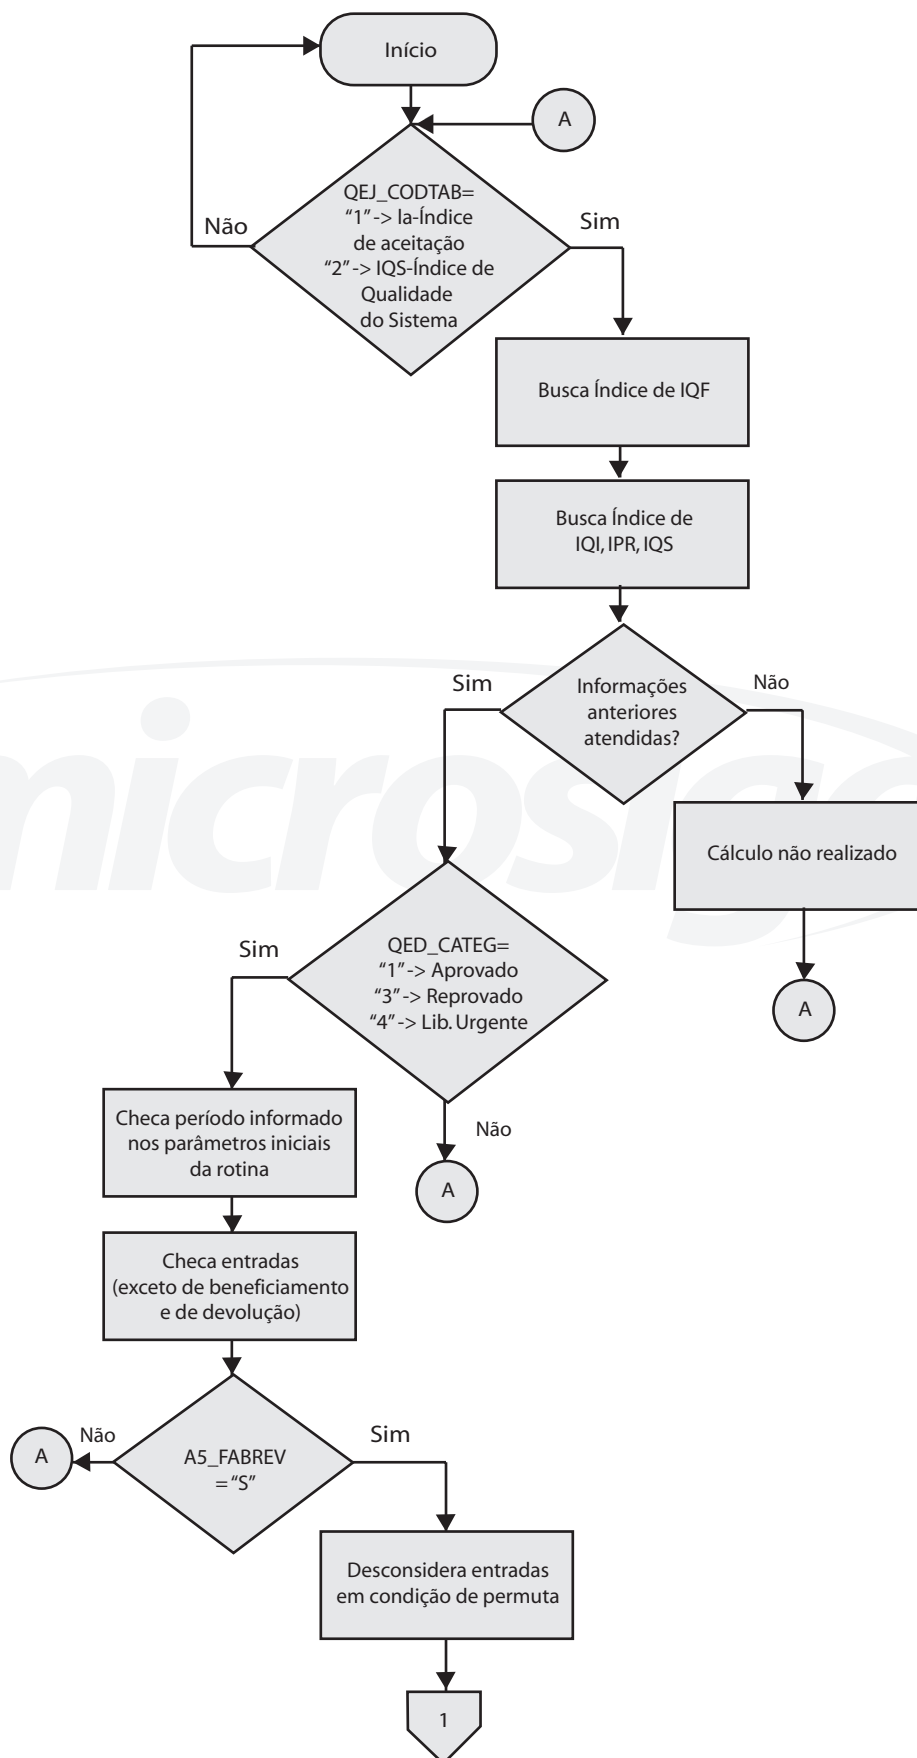 Início
A
QEJ_CODTAB=
“1” -> Ia-Índice
de aceitação
“2” -> IQS-Índice de
Qualidade
do Sistema
Não
Sim
Busca Índice de IQF
Busca Índice de
IQI, IPR, IQS
Informações
anteriores
atendidas?
Sim
Não
microsiga
Cálculo não realizado
A
QED_CATEG=
“1” -> Aprovado
“3” -> Reprovado
“4” -> Lib. Urgente
Sim
Não
A
Checa período informado
nos parâmetros iniciais
da rotina
Checa entradas
(exceto de beneficiamento
e de devolução)
A
Não
A5_FABREV
= “S”
Sim
Desconsidera entradas
em condição de permuta
1